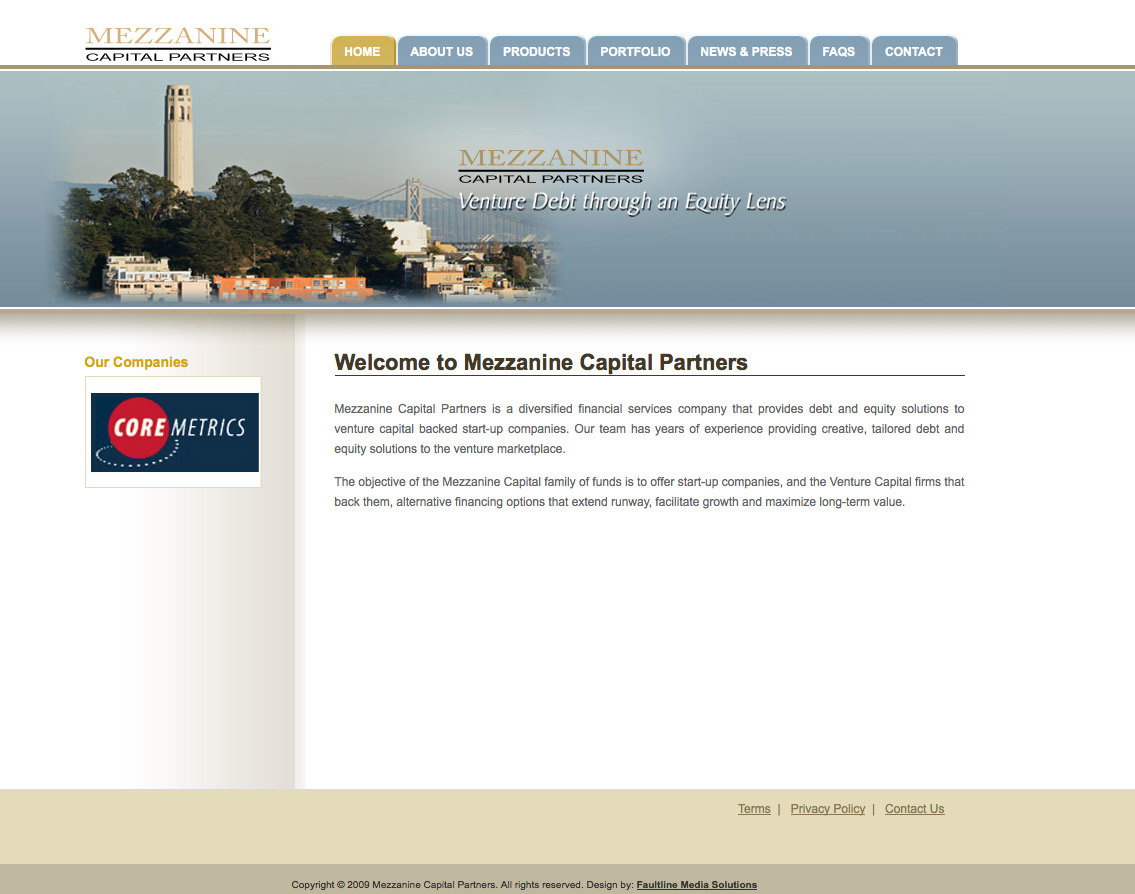 MEZZANINE
CAPITAL PARTNERS
HOME
ABOUT US
PRODUCTS
PORTFOLIO
NEWS & PRESS
FAQS
CONTACT
MEZZANINE
CAPITAL PARTNERS
Venture Debt through an Equity Lens
Our Companies
COREMETRICS
Welcome to Mezzanine Capital Partners
Mezzanine Capital Partners is a diversified financial services company that provides debt and equity solutions to
venture capital backed start-up companies. Our team has years of experience providing creative, tailored debt and
equity solutions to the venture marketplace.
The objective of the Mezzanine Capital family of funds is to offer start-up companies, and the Venture Capital firms that
back them, alternative financing options that extend runway, facilitate growth and maximize long-term value.
Terms | Privacy Policy | Contact Us
Copyright © 2009 Mezzanine Capital Partners. All rights reserved. Design by: Faultline Media Solutions